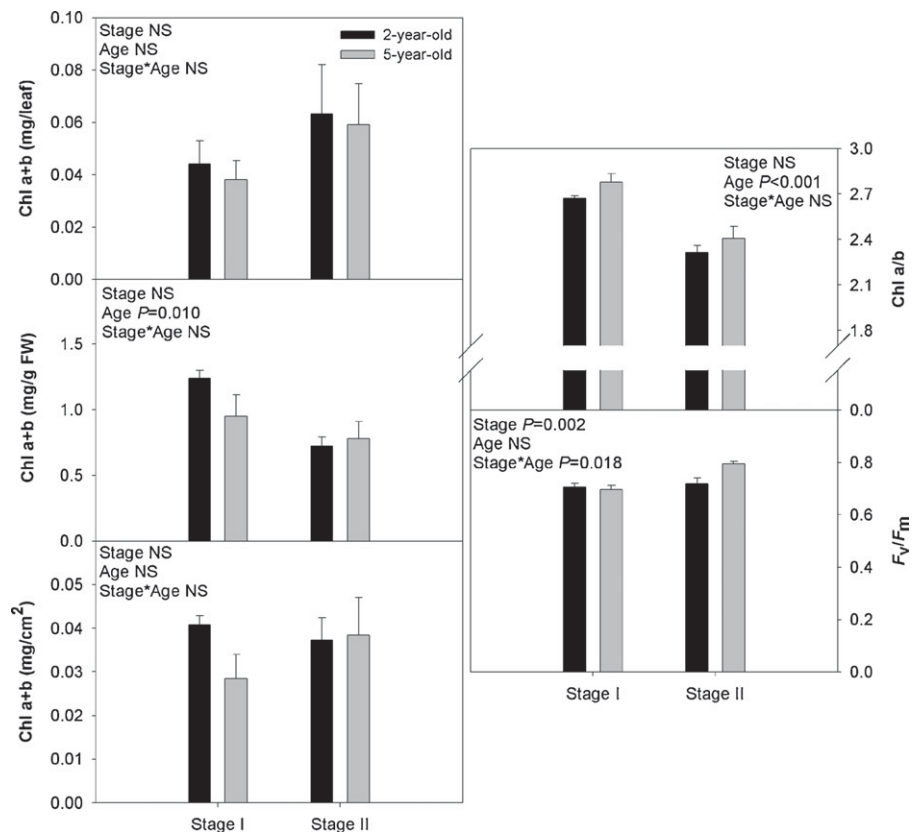 0.10
0.08
0.06
0.04
0.02
0.00
Chl a+b (mg/leaf)
Stage NS
Age NS
Stage*Age NS
2-year-old
5-year-old
1.5
1.0
0.5
0.0
Chl a+b (mg/g FW)
Stage NS
Age P=0.010
Stage*Age NS
0.05
0.04
0.03
0.02
0.01
0.00
Chl a+b (mg/cm²)
Stage NS
Age NS
Stage*Age NS
Stage I
Stage II
3.0
2.7
2.4
2.1
1.8
0.0
Chl a/b
Stage NS
Age P<0.001
Stage*Age NS
0.8
0.6
0.4
0.2
0.0
Fv/Fm
Stage P=0.002
Age NS
Stage*Age P=0.018
Stage I
Stage II